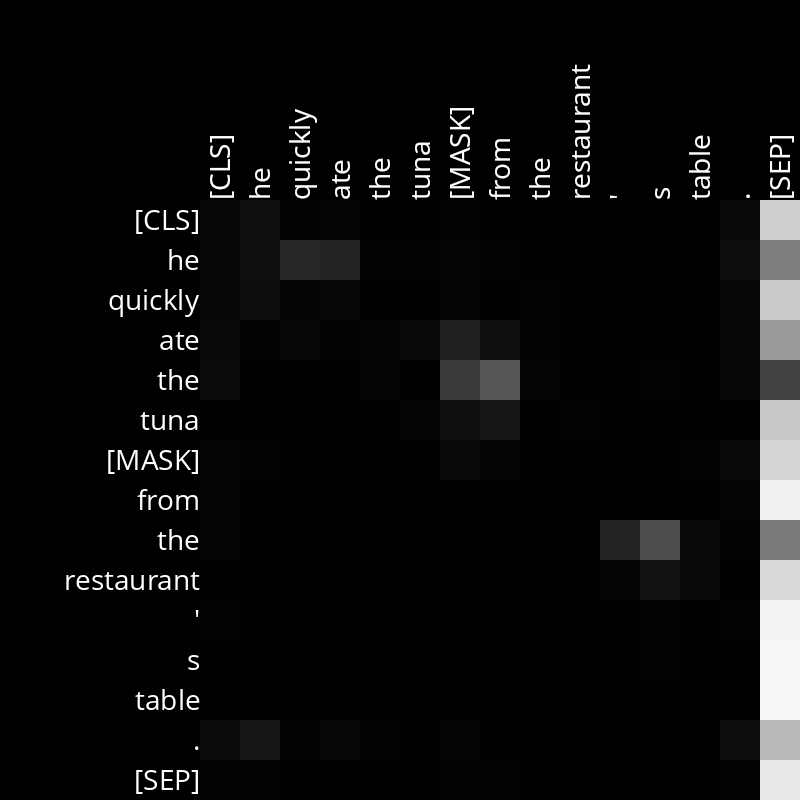 [CLS] he quickly ate the tuna [MASK] from the restaurant ' s table . [SEP]
[CLS]
he
quickly
ate
the
tuna
[MASK]
from
the
restaurant
'
s
table
.
[SEP]